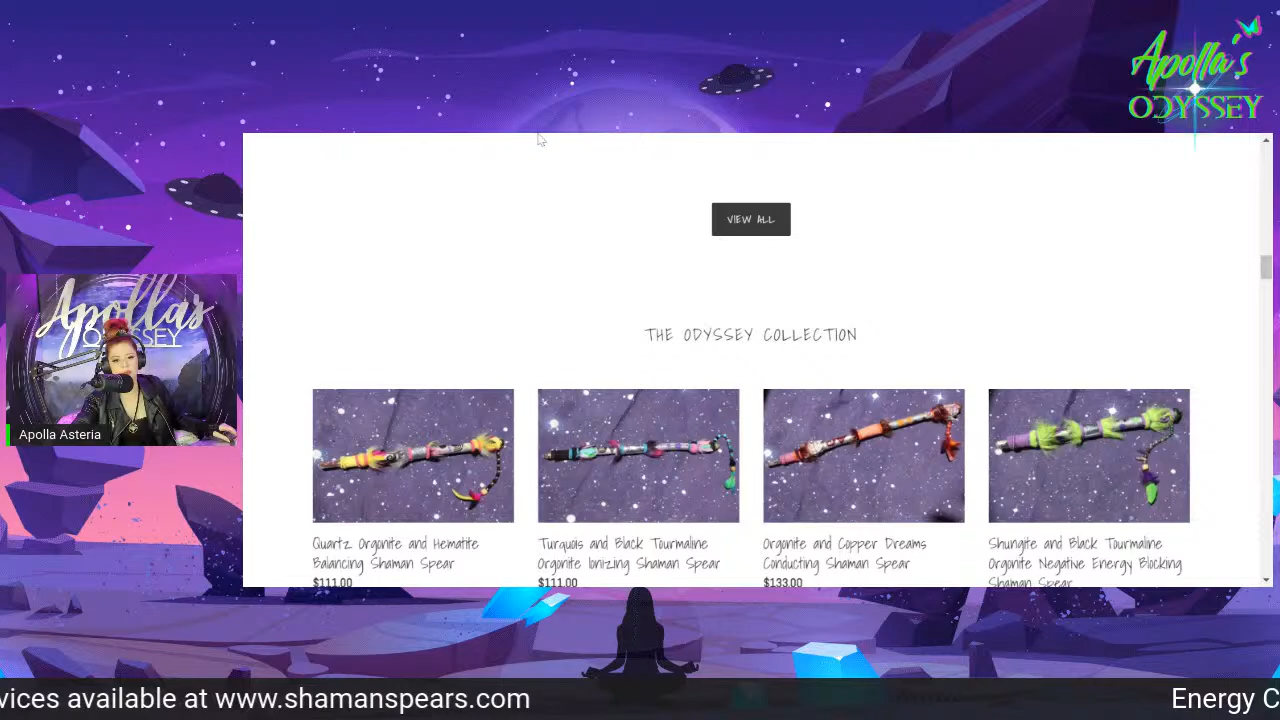 Apolla's
ODYSSEY
VIEW ALL
THE ODYSSEY COLLECTION
Apollas
ODYSSEY
Apolla Asteria
Quartz Orgonite and Hematite
Balancing Shaman Spear
$111.00
Turquois and Black Tourmaline
Orgonite Ionizing Shaman Spear
$111.00
Orgonite and Copper Dreams
Conducting Shaman Spear
$133.00
Shungite and Black Tourmaline
Orgonite Negative Energy Blocking
Shaman Spear
vices available at www.shamanspears.com
Energy C